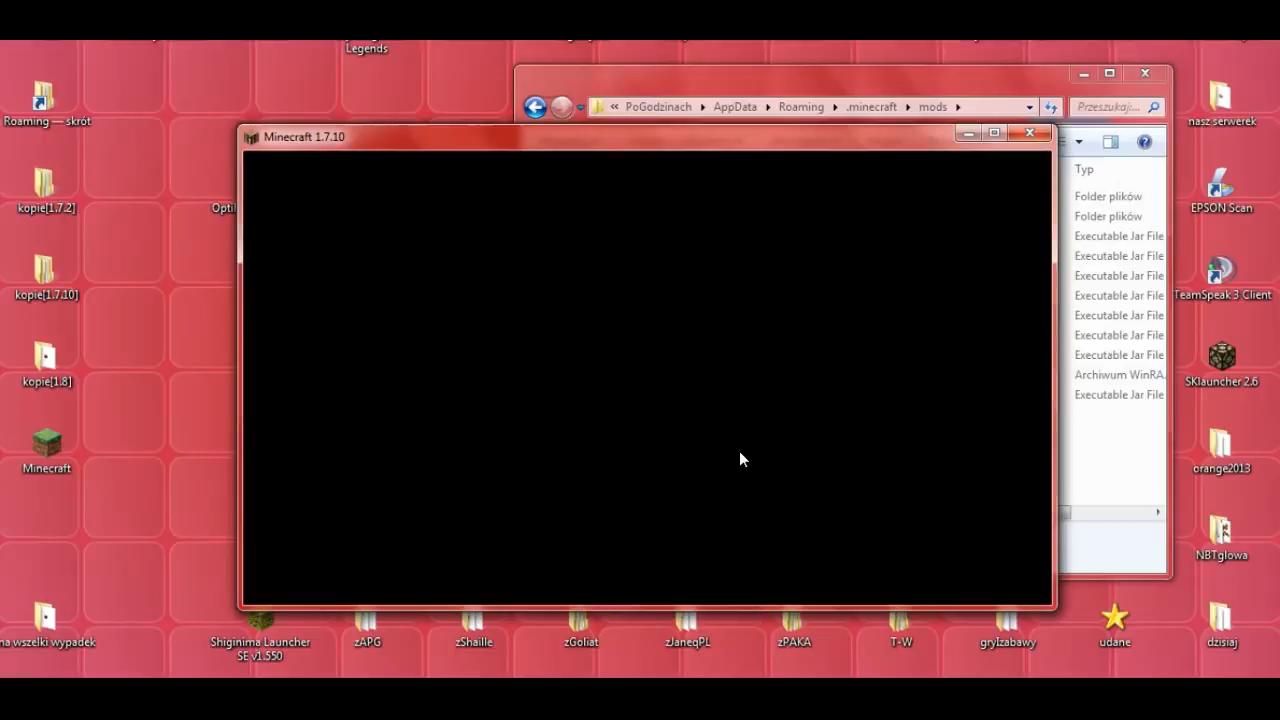 Legends
Roaming — skrót
« PoGodzinach AppData Roaming .minecraft mods
Przeszukaj:...
nasz serwerek
Minecraft 1.7.10
Typ
Folder plików
Folder plików
Executable Jar File
Executable Jar File
Executable Jar File
Executable Jar File
Executable Jar File
Executable Jar File
Executable Jar File
Archiwum WinRA
Executable Jar File
kopie[1.7.2]
Opti
EPSON Scan
kopie[1.7.10]
TeamSpeak 3 Client
kopie[1.8]
SKlauncher 2.6
Minecraft
orange2013
NBTglowa
na wszelki wypadek
Shiginima Launcher
SE v1.550
zAPG
zShaille
zGoliat
zJaneqPL
zPAKA
T-W
gryIzabawy
udane
dzisiaj